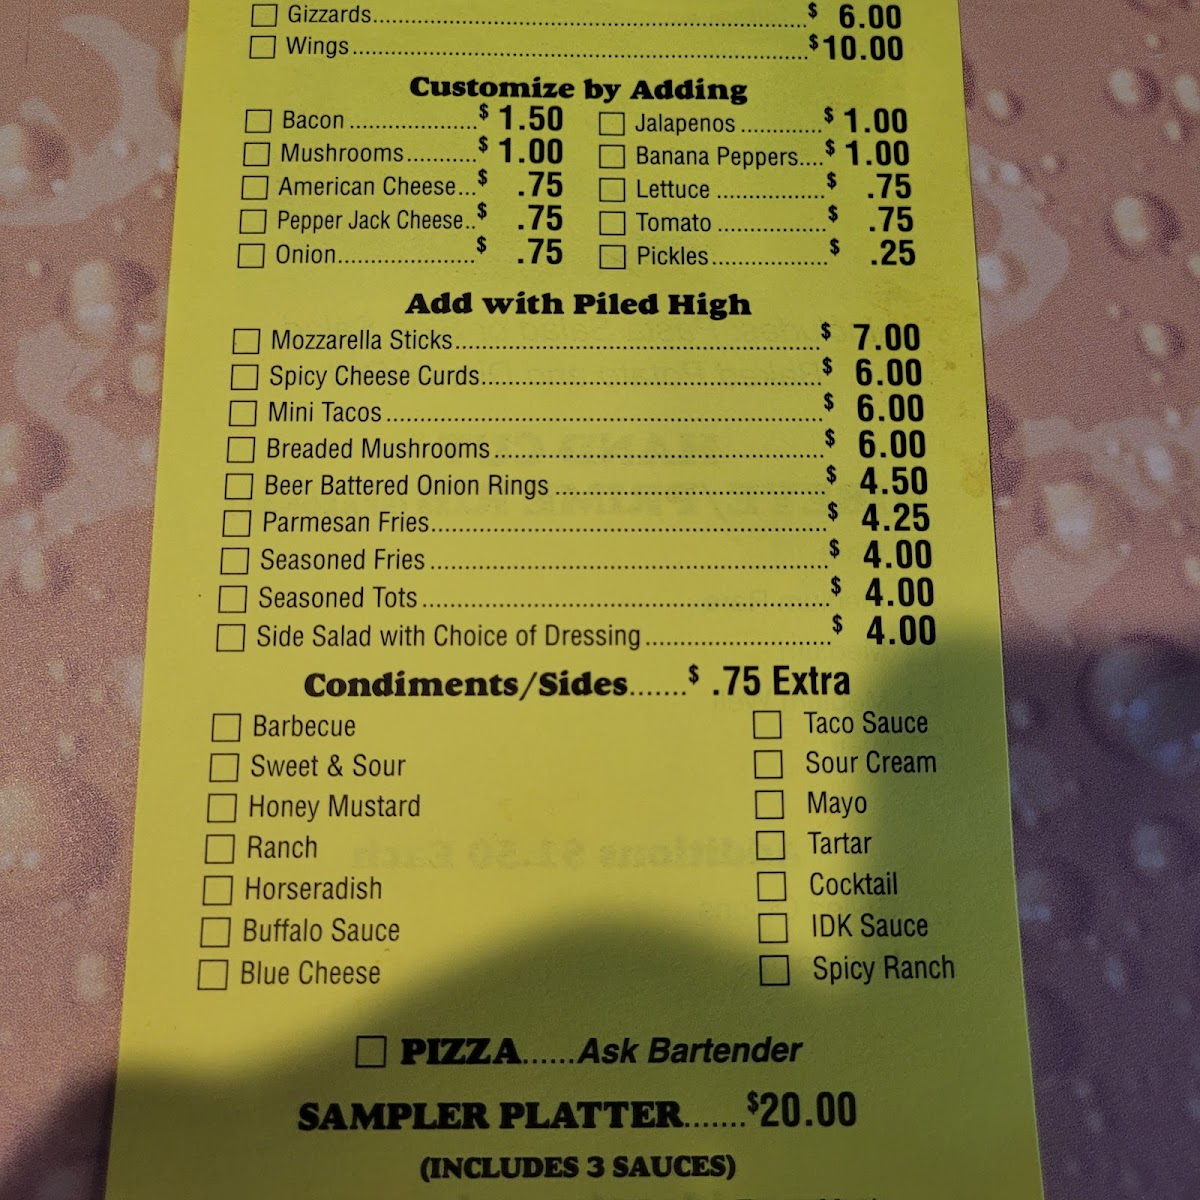 Gizzards........ $ 6.00
Wings........ $10.00
Customize by Adding
Bacon........ $ 1.50 Jalapenos........ $ 1.00
Mushrooms........ $ 1.00 Banana Peppers.... $ 1.00
American Cheese... $ .75 Lettuce........ $ .75
Pepper Jack Cheese.. $ .75 Tomato........ $ .75
Onion........ $ .75 Pickles........ $ .25
Add with Piled High
Mozzarella Sticks........ $ 7.00
Spicy Cheese Curds........ $ 6.00
Mini Tacos........ $ 6.00
Breaded Mushrooms........ $ 6.00
Beer Battered Onion Rings........ $ 4.50
Parmesan Fries........ $ 4.25
Seasoned Fries........ $ 4.00
Seasoned Tots........ $ 4.00
Side Salad with Choice of Dressing........ $ 4.00
Condiments/Sides.......$ .75 Extra
Barbecue Taco Sauce
Sweet & Sour Sour Cream
Honey Mustard Mayo
Ranch Tartar
Horseradish Cocktail
Buffalo Sauce IDK Sauce
Blue Cheese Spicy Ranch
PIZZA......Ask Bartender
SAMPLER PLATTER.......$20.00
(INCLUDES 3 SAUCES)